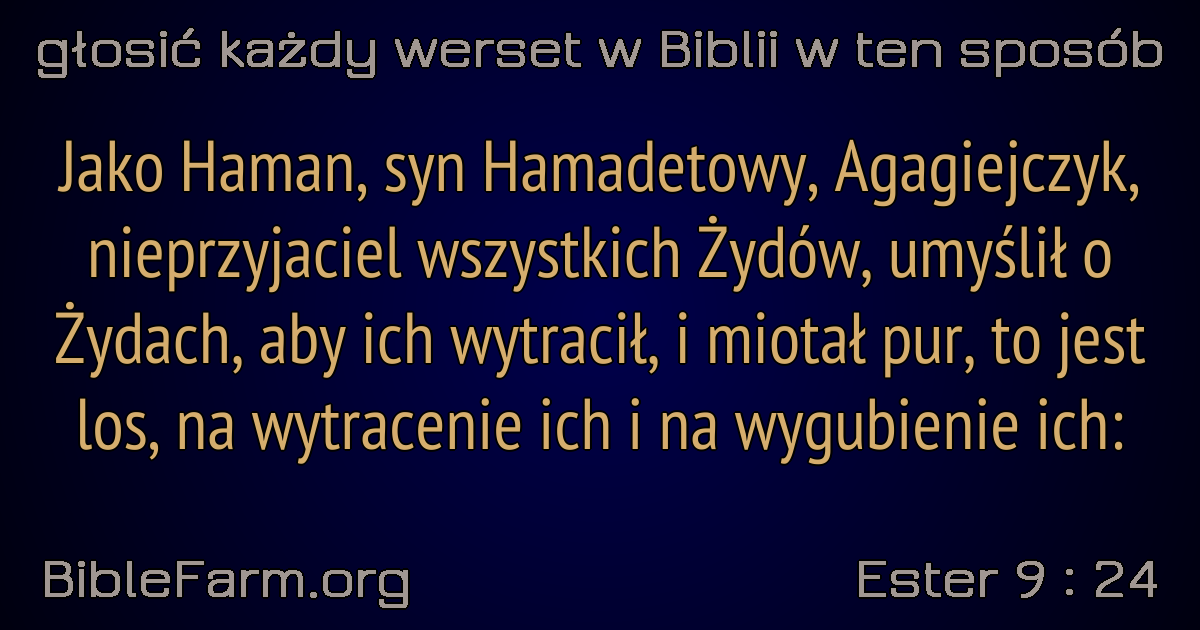 głosić każdy werset w Biblii w ten sposób
Jako Haman, syn Hamadetowy, Agagiejczyk,
nieprzyjaciel wszystkich Żydów, umyślił o
Żydach, aby ich wytracił, i miotał pur, to jest
los, na wytracenie ich i na wygubienie ich:
BibleFarm.org
Ester 9 : 24